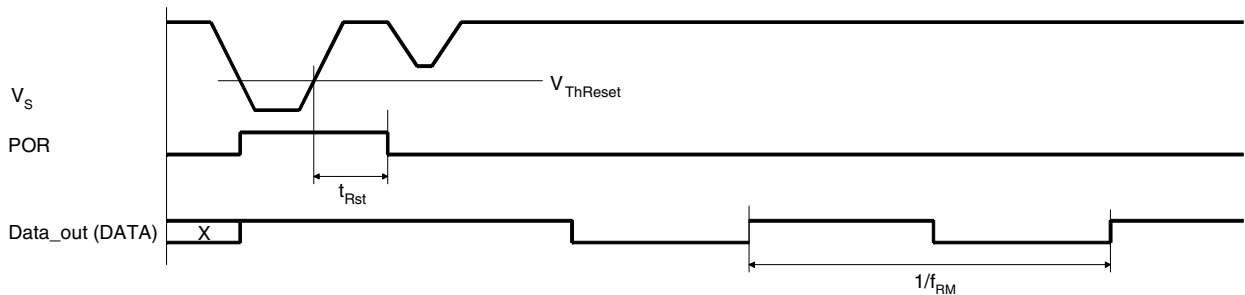 V_ThReset
V_S
POR
t_Rst
Data_out (DATA)
X
1/f_RM